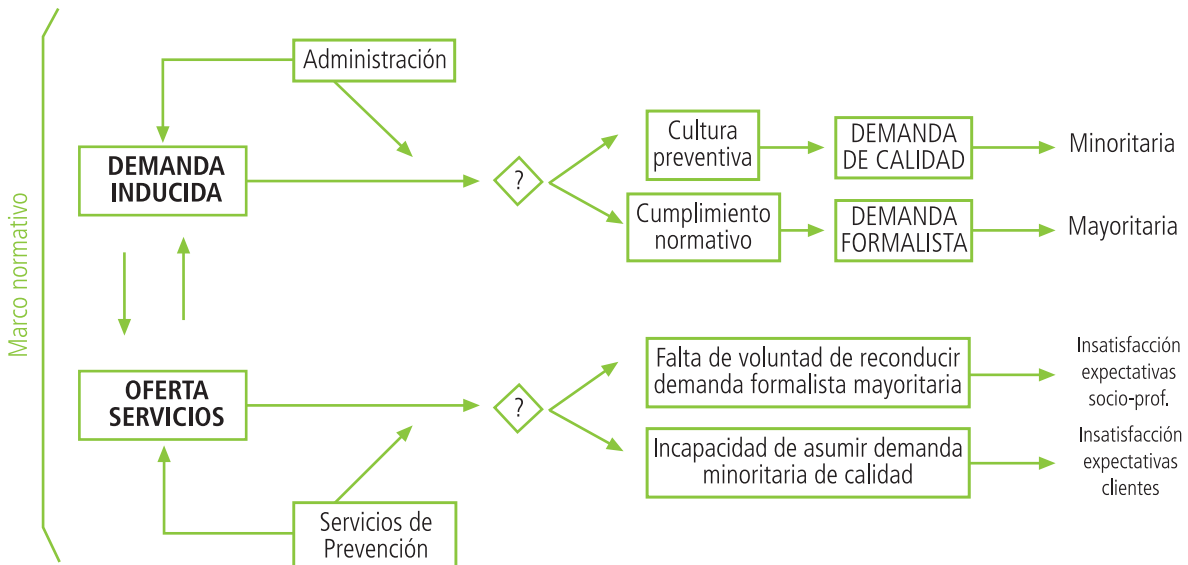 Marco normativo
Administración
DEMANDA
INDUCIDA
?
Cultura
preventiva
DEMANDA
DE CALIDAD
Minoritaria
Cumplimiento
normativo
DEMANDA
FORMALISTA
Mayoritaria
OFERTA
SERVICIOS
?
Falta de voluntad de reconducir
demanda formalista mayoritaria
Insatisfacción
expectativas
socio-prof.
Incapacidad de asumir demanda
minoritaria de calidad
Insatisfacción
expectativas
clientes
Servicios de
Prevención